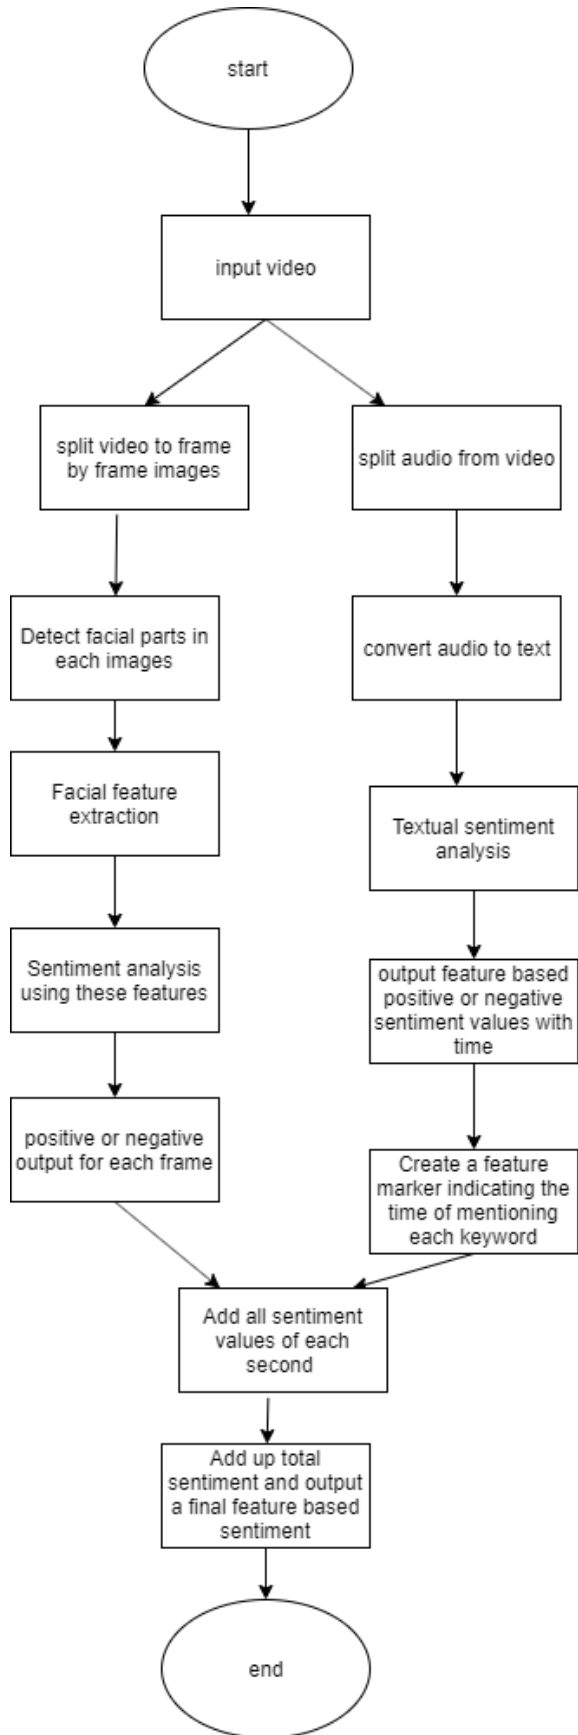 start
input video
split video to frame
by frame images
split audio from video
Detect facial parts in
each images
convert audio to text
Facial feature
extraction
Textual sentiment
analysis
Sentiment analysis
using these features
output feature based
positive or negative
sentiment values with
time
positive or negative
output for each frame
Create a feature
marker indicating the
time of mentioning
each keyword
Add all sentiment
values of each
second
Add up total
sentiment and output
a final feature based
sentiment
end